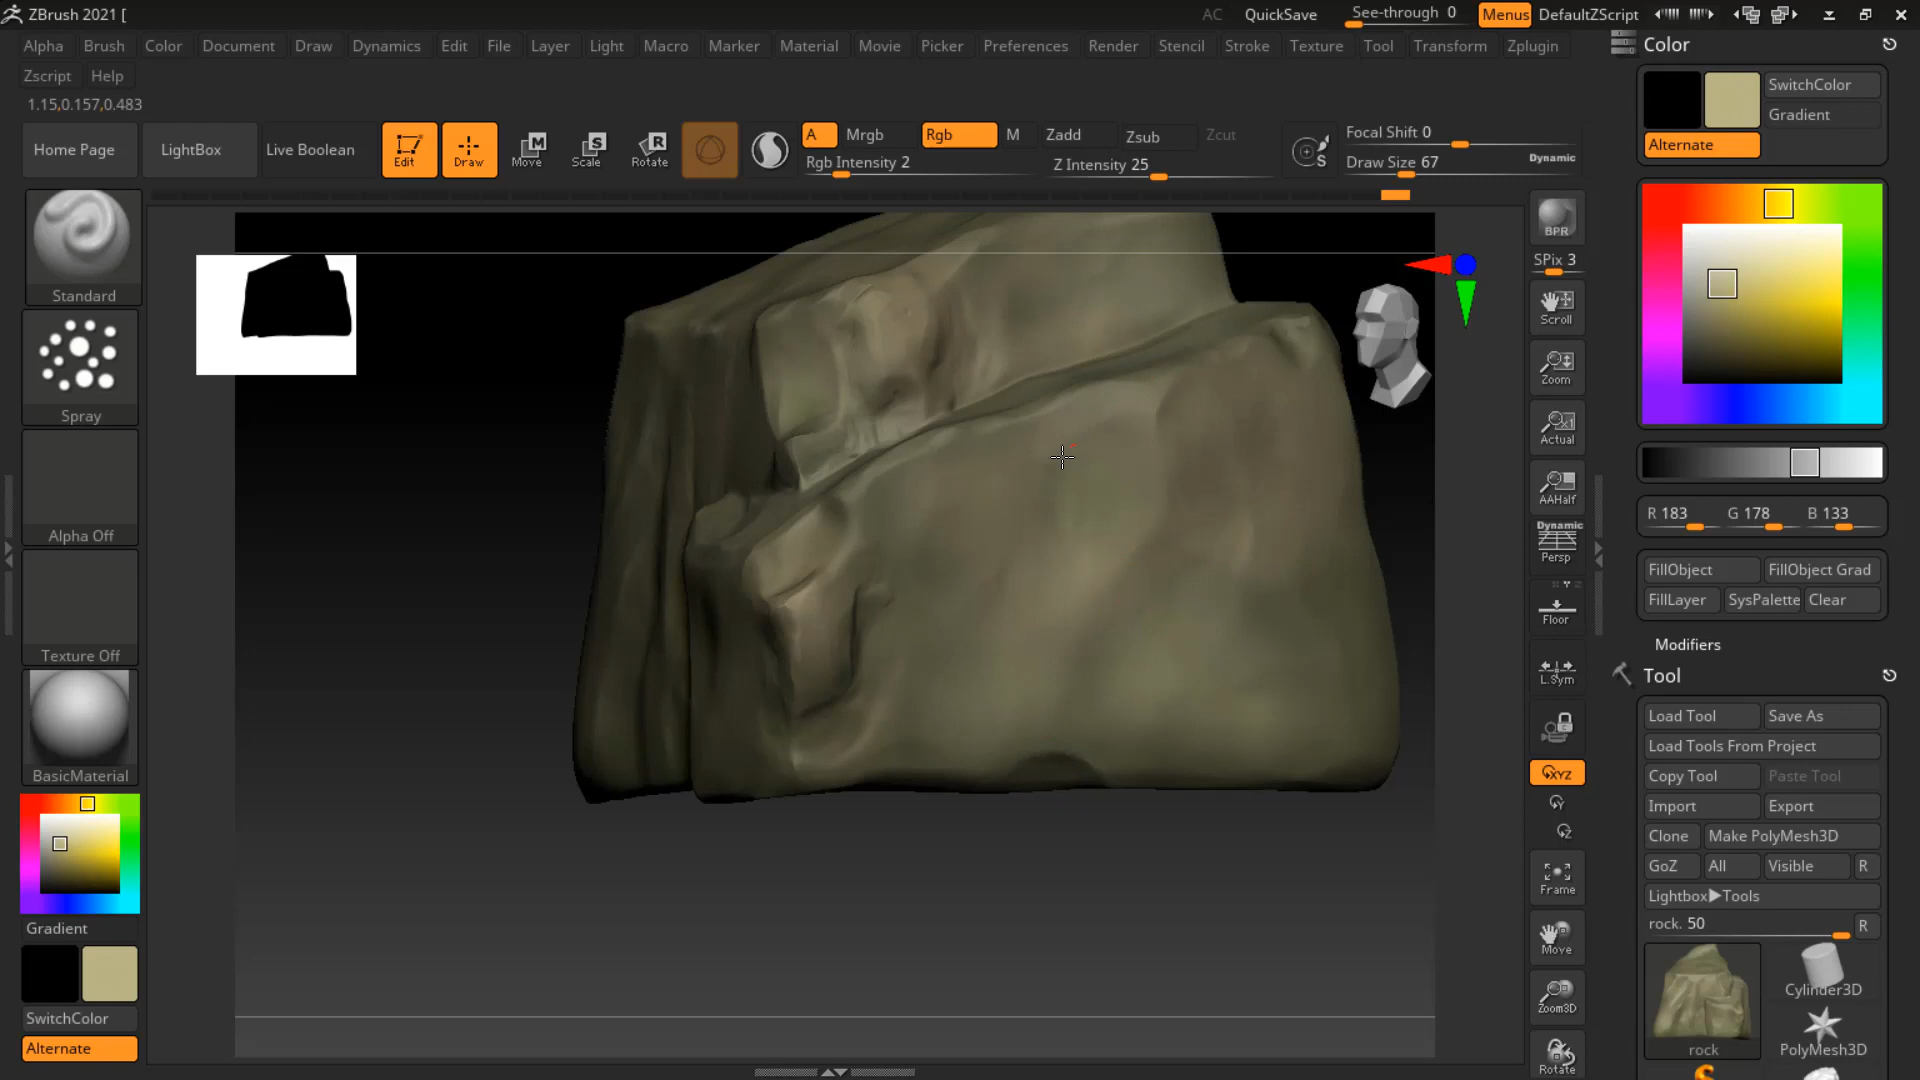 ZBrush 2021 [
AC
QuickSave
See-through 0
Menus
DefaultZScript
Alpha
Brush
Color
Document
Draw
Dynamics
Edit
File
Layer
Light
Macro
Marker
Material
Movie
Picker
Preferences
Render
Stencil
Stroke
Texture
Tool
Transform
Zplugin
Zscript
Help
1.15,0.157,0.483
Home Page
LightBox
Live Boolean
Edit
Draw
M
Move
S
Scale
R
Rotate
A
Mrgb
Rgb
M
Zadd
Zsub
Zcut
Rgb Intensity 2
Z Intensity 25
S
Focal Shift 0
Draw Size 67
Dynamic
Standard
Spray
Alpha Off
Texture Off
BasicMaterial
Gradient
SwitchColor
Alternate
BPR
SPix 3
Scroll
Zoom
Actual
AAHalf
Dynamic
Persp
Floor
L.Sym
XYZ
Y
Z
Frame
Move
Zoom3D
Rotate
Color
SwitchColor
Gradient
Alternate
R 183
G 178
B 133
FillObject
FillObject Grad
FillLayer
SysPalette
Clear
Modifiers
Tool
Load Tool
Save As
Load Tools From Project
Copy Tool
Paste Tool
Import
Export
Clone
Make PolyMesh3D
GoZ
All
Visible
R
Lightbox▶Tools
rock. 50
R
rock
Cylinder3D
PolyMesh3D